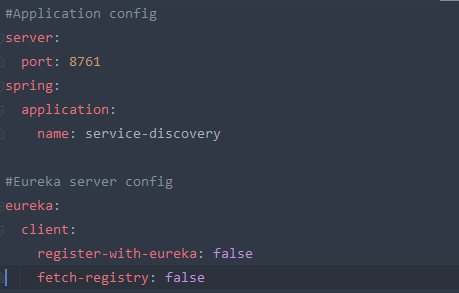 #Application config
server:
  port: 8761
spring:
  application:
    name: service-discovery

#Eureka server config
eureka:
  client:
    register-with-eureka: false
    fetch-registry: false